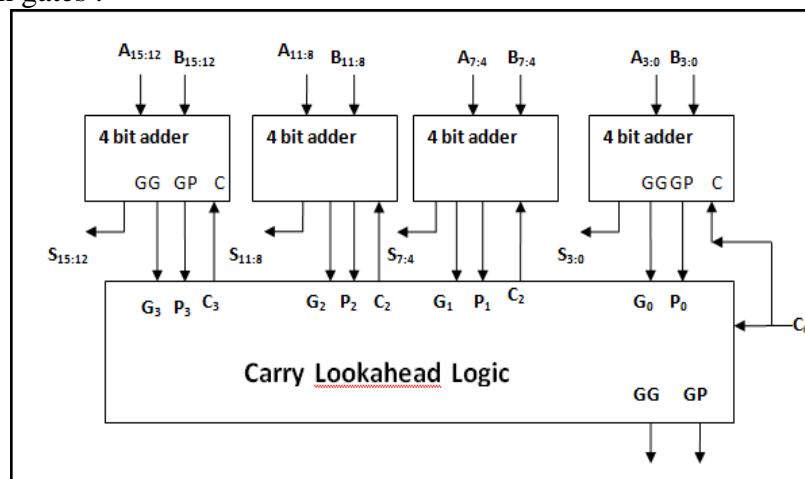 n gates .
A15:12 B15:12 A11:8 B11:8 A7:4 B7:4 A3:0 B3:0
4 bit adder 4 bit adder 4 bit adder 4 bit adder
GG GP C GG GP C
S15:12 S11:8 S7:4 S3:0
G3 P3 C3 G2 P2 C2 G1 P1 C2 G0 P0
C
Carry Lookahead Logic
GG GP